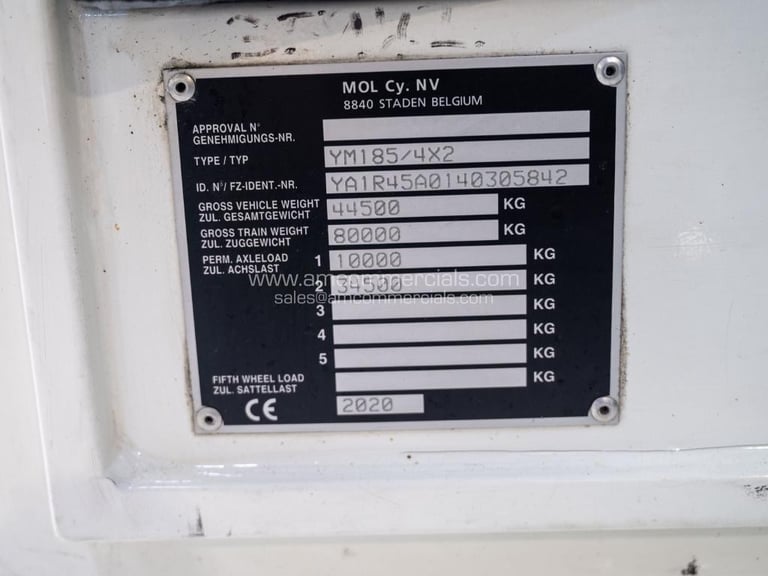 MOL Cy. NV
8840 STADEN BELGIUM
APPROVAL N°
GENEHMIGUNGS-NR.
TYPE / TYP YM185/4X2
ID. N°/ FZ-IDENT.-NR. YA1R45A0140305842
GROSS VEHICLE WEIGHT 44500 KG
ZUL. GESAMTGEWICHT
GROSS TRAIN WEIGHT 80000 KG
ZUL. ZUGGEWICHT
PERM. AXLELOAD 1 10000 KG
ZUL. ACHSLAST
www.amcommercials.com
2 34500 KG
sales@amcommercials.com
3 KG
4 KG
5 KG
FIFTH WHEEL LOAD KG
ZUL. SATTELLAST
CE 2020